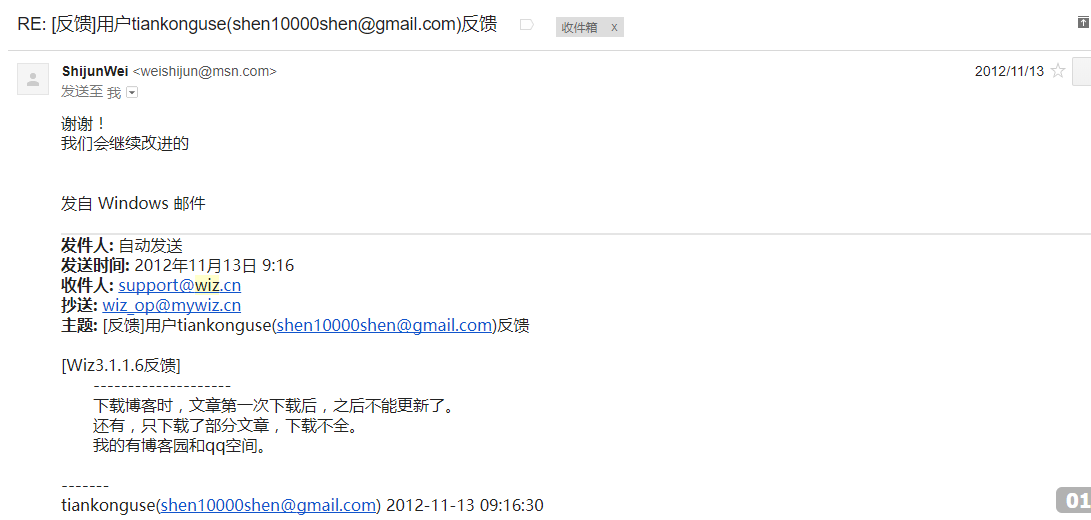 RE: [反馈]用户tiankonguse(shen10000shen@gmail.com)反馈 收件箱 x
ShijunWei <weishijun@msn.com> 2012/11/13
发送至 我
谢谢！
我们会继续改进的
发自 Windows 邮件
发件人: 自动发送
发送时间: 2012年11月13日 9:16
收件人: support@wiz.cn
抄送: wiz_op@mywiz.cn
主题: [反馈]用户tiankonguse(shen10000shen@gmail.com)反馈
[Wiz3.1.1.6反馈]
--------------------
下载博客时，文章第一次下载后，之后不能更新了。
还有，只下载了部分文章，下载不全。
我的有博客园和qq空间。
-------
tiankonguse(shen10000shen@gmail.com) 2012-11-13 09:16:30
01